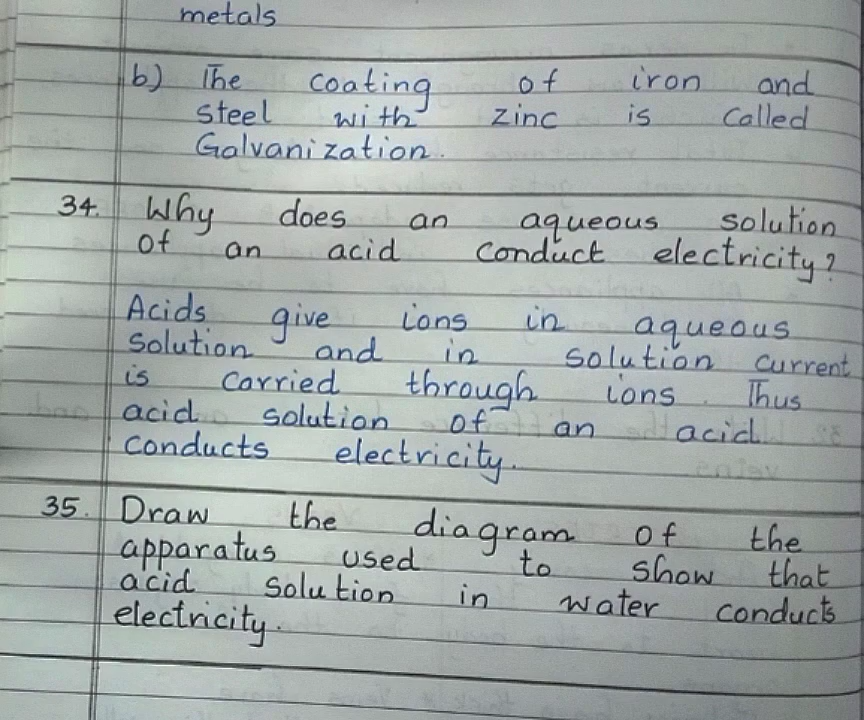 metals
b) The coating of iron and
steel with zinc is called
Galvanization.
34. Why does an aqueous solution
of an acid conduct electricity?
Acids give ions in aqueous
solution and in solution current
is carried through ions. Thus
acid solution of an acid
conducts electricity.
35. Draw the diagram of the
apparatus used to show that
acid solution in water conducts
electricity.